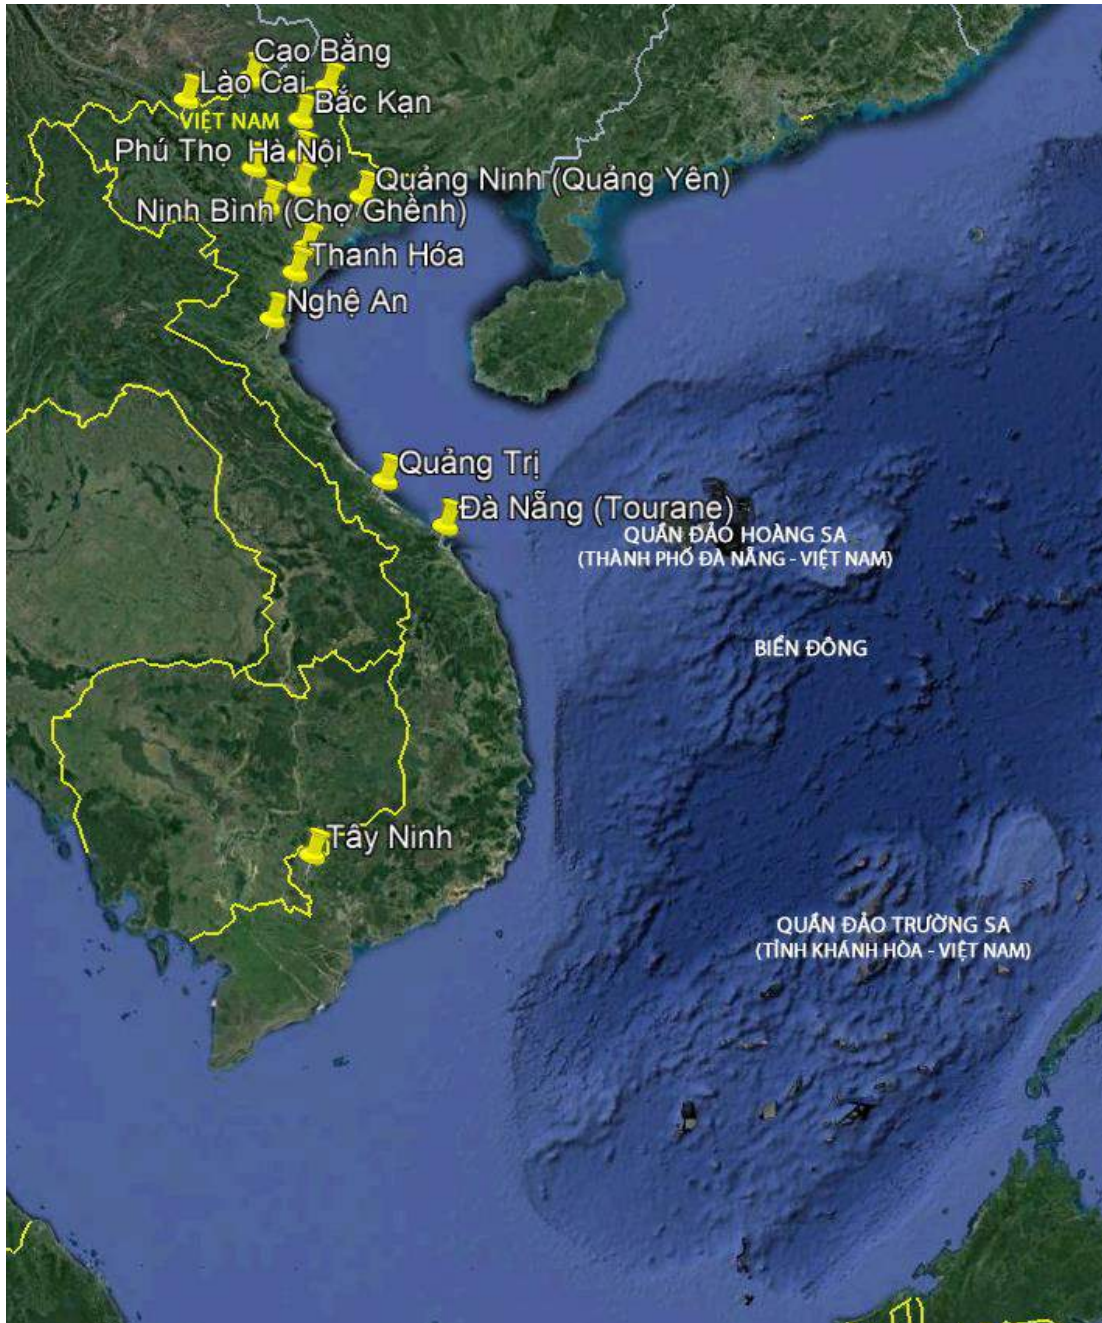 Cao Bằng
Lào Cai
Bắc Kạn
VIỆT NAM
Phú Thọ
Hà Nội
Quảng Ninh (Quảng Yên)
Ninh Bình (Chợ Ghềnh)
Thanh Hóa
Nghệ An
Quảng Trị
Đà Nẵng (Tourane)
QUẦN ĐẢO HOÀNG SA
(THÀNH PHỐ ĐÀ NẴNG - VIỆT NAM)
BIỂN ĐÔNG
Tây Ninh
QUẦN ĐẢO TRƯỜNG SA
(TỈNH KHÁNH HÒA - VIỆT NAM)